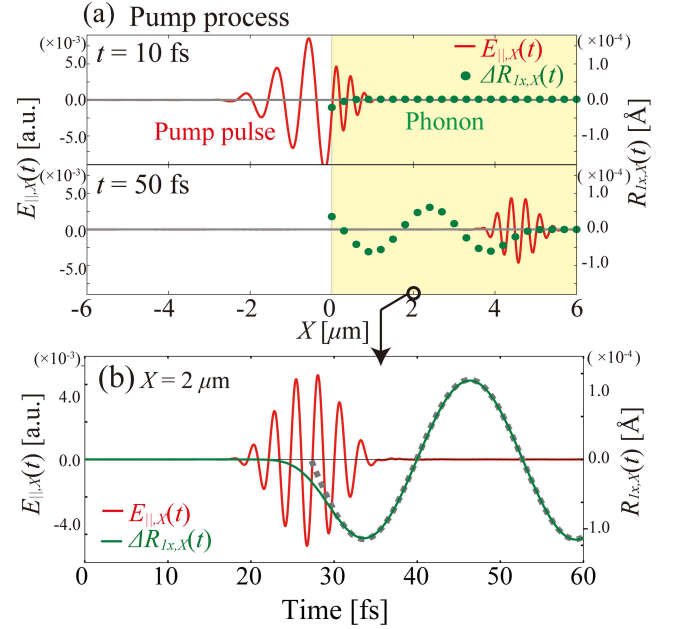 (a) Pump process
(×10⁻³) (×10⁻⁴)
t = 10 fs
E||,X(t)
ΔR1x,X(t)
5.0 1.0
0.0 0.0
-5.0 -1.0
Pump pulse Phonon
E||,X(t) [a.u.]
R1x,X(t) [Å]
(×10⁻³) (×10⁻⁴)
t = 50 fs
5.0 1.0
0.0 0.0
-5.0 -1.0
-6 -4 -2 0 2 4 6
X [μm]
(×10⁻³) (×10⁻⁴)
(b) X = 2 μm
4.0 1.0
0.0 0.0
-4.0 -1.0
E||,X(t) [a.u.]
R1x,X(t) [Å]
E||,X(t)
ΔR1x,X(t)
0 10 20 30 40 50 60
Time [fs]